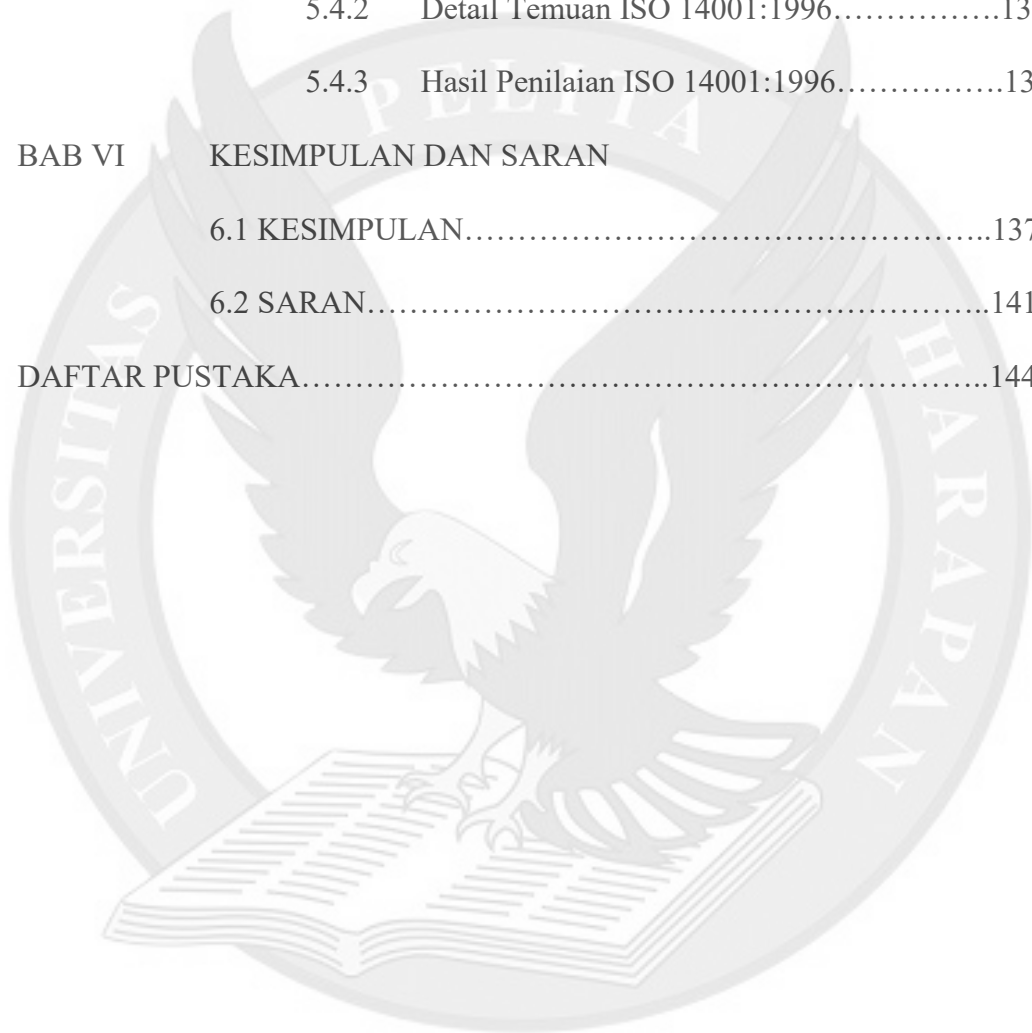 5.4.2 Detail Temuan ISO 14001:1996…………….13
5.4.3 Hasil Penilaian ISO 14001:1996…………….13
BAB VI KESIMPULAN DAN SARAN
6.1 KESIMPULAN……………………………………………..137
6.2 SARAN……………………………………………………..141
DAFTAR PUSTAKA…………………………………………………………..144
UNIVERSITAS PELITA HARAPAN